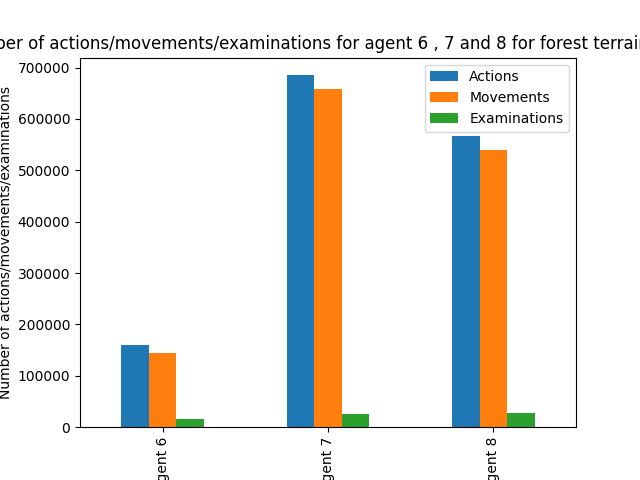 ber of actions/movements/examinations for agent 6 , 7 and 8 for forest terrain
Number of actions/movements/examinations
700000
600000
500000
400000
300000
200000
100000
0
Actions
Movements
Examinations
gent 6
gent 7
gent 8